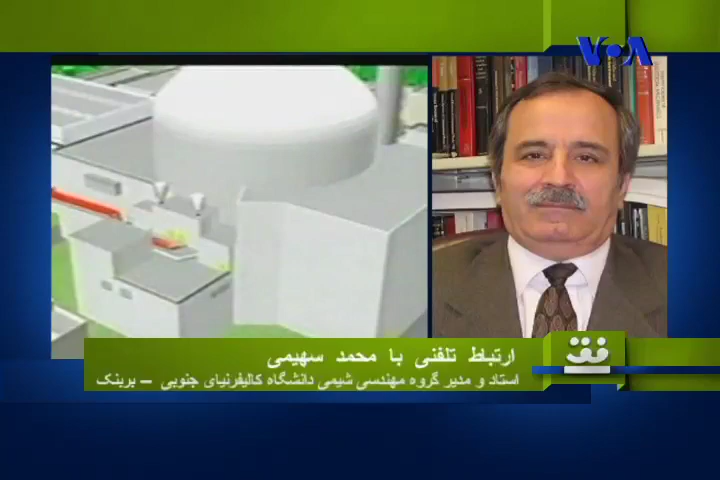 VOA
ارتباط تلفنی با محمد سهیمی
استاد و مدیر گروه مهندسی شیمی دانشگاه کالیفرنیای جنوبی – بربنک